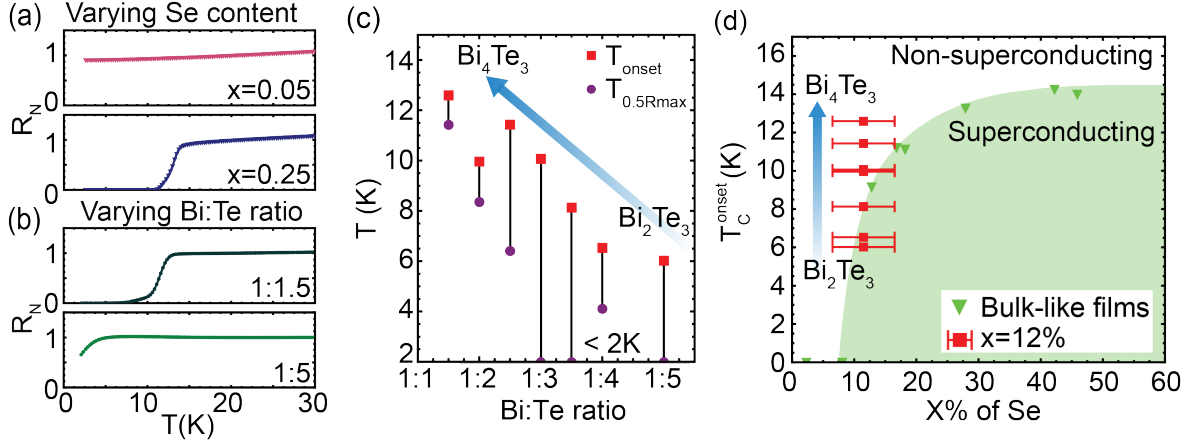 (a)
Varying Se content
1
0
x=0.05
R_N
1
0
x=0.25
(b)
Varying Bi:Te ratio
1
0
1:1.5
R_N
1
0
1:5
0 10 20 30
T(K)
(c)
14
12
10
8
6
4
2
T (K)
Bi₄Te₃
T_onset
T_0.5Rmax
Bi₂Te₃
< 2K
1:1 1:2 1:3 1:4 1:5
Bi:Te ratio
(d)
16
14
12
10
8
6
4
2
0
T_C^onset (K)
Non-superconducting
Bi₄Te₃
Superconducting
Bi₂Te₃
Bulk-like films
x=12%
0 10 20 30 40 50 60
X% of Se